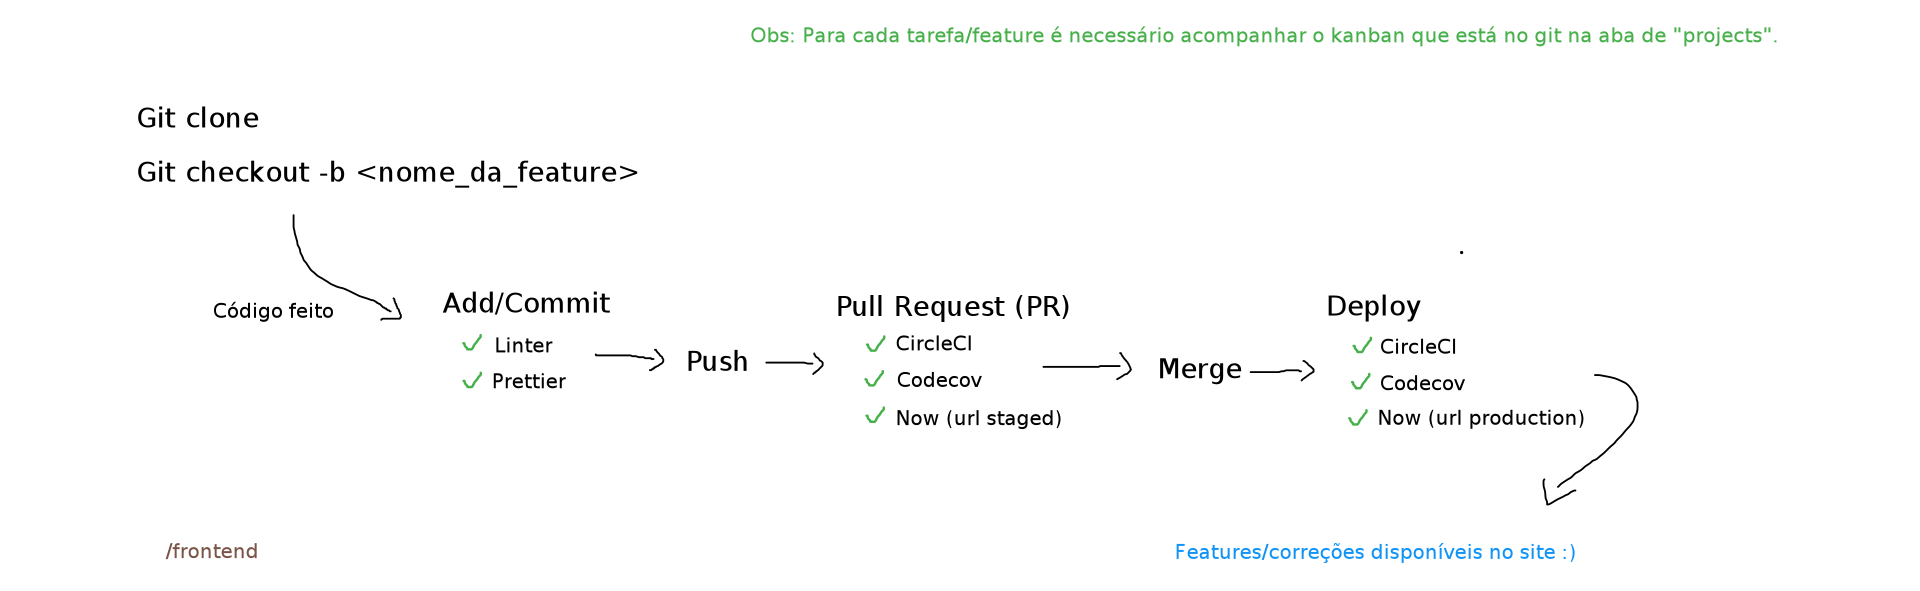 Obs: Para cada tarefa/feature é necessário acompanhar o kanban que está no git na aba de "projects".
Git clone
Git checkout -b <nome_da_feature>
Código feito
Add/Commit
Linter
Prettier
Push
Pull Request (PR)
CircleCI
Codecov
Now (url staged)
Merge
Deploy
CircleCI
Codecov
Now (url production)
/frontend
Features/correções disponíveis no site :)